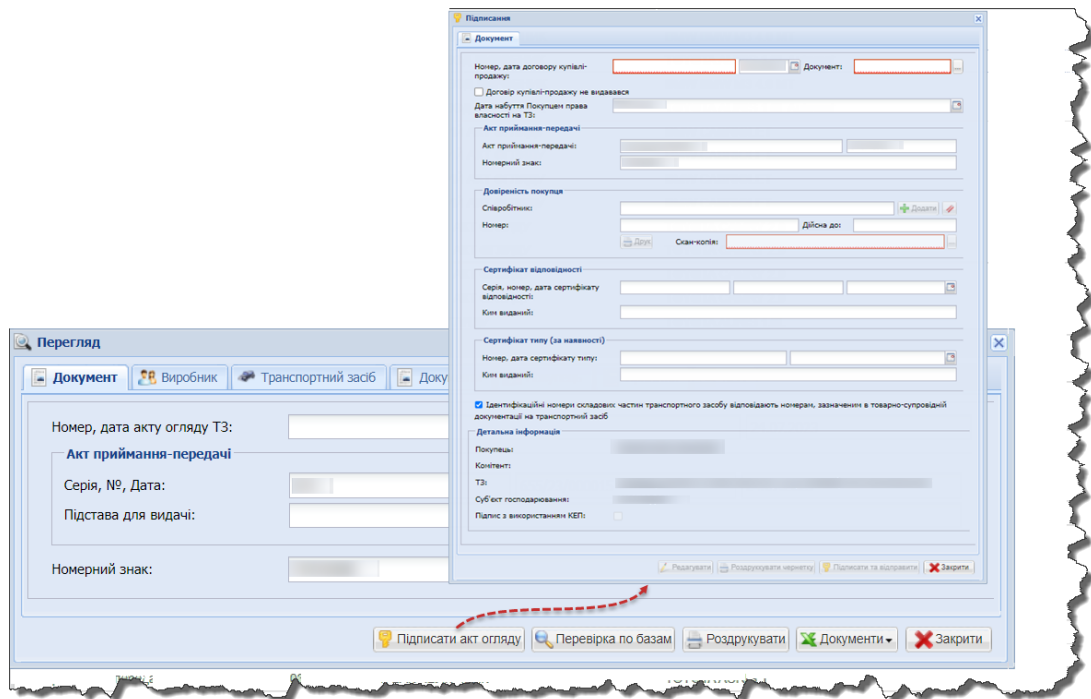 Підписання
Документ
Номер, дата договору купівлі-
продажу:
Документ:
...
Договір купівлі-продажу не видавався
Дата набуття Покупцем права
власності на ТЗ:
Акт приймання-передачі
Акт приймання-передачі:
Номерний знак:
Довіреність покупця
Співробітник:
Додати
Номер:
Дійсна до:
Друк
Скан-копія:
...
Сертифікат відповідності
Серія, номер, дата сертифікату
відповідності:
Ким виданий:
Сертифікат типу (за наявності)
Номер, дата сертифікату типу:
Ким виданий:
Ідентифікаційні номери складових частин транспортного засобу відповідають номерам, зазначеним в товарно-супровідній
документації на транспортний засіб
Детальна інформація
Покупець:
Комітент:
ТЗ:
Суб'єкт господарювання:
Підпис з використанням КЕП:
Редагувати
Роздрукувати чернетку
Підписати та відправити
Закрити
Перегляд
Документ
Виробник
Транспортний засіб
Доку
Номер, дата акту огляду ТЗ:
Акт приймання-передачі
Серія, №, Дата:
Підстава для видачі:
Номерний знак:
Підписати акт огляду
Перевірка по базам
Роздрукувати
Документи
Закрити